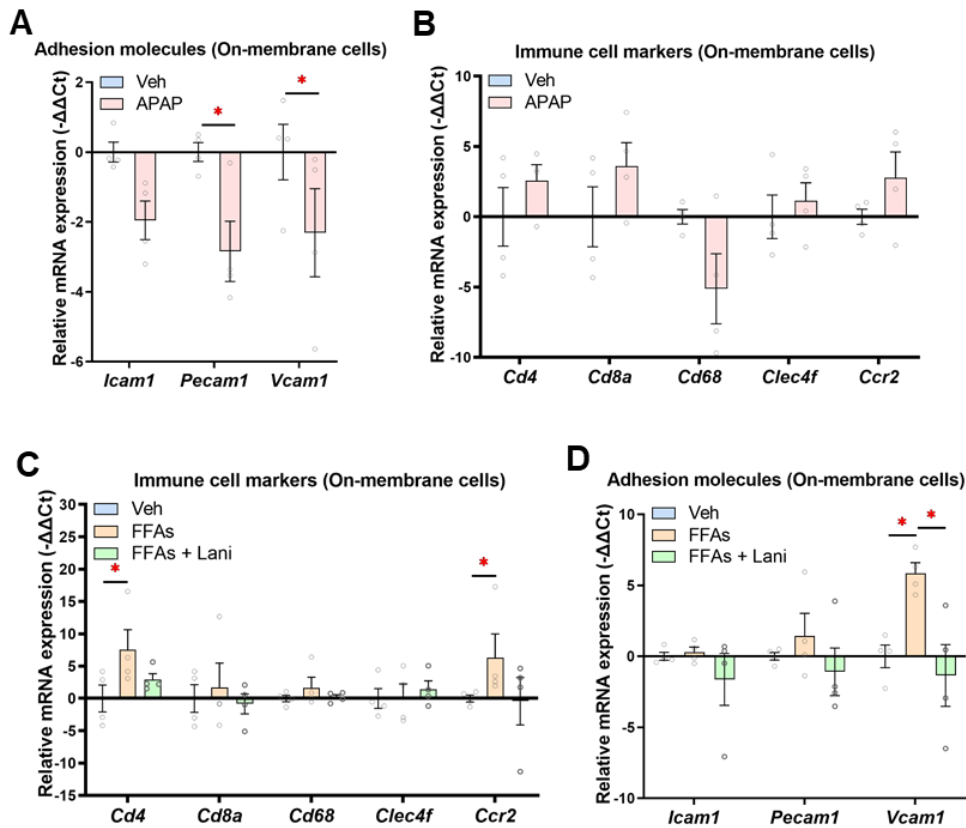 A
Adhesion molecules (On-membrane cells)
Relative mRNA expression (-ΔΔCt)
2
0
-2
-4
-6
Veh
APAP
*
*
Icam1
Pecam1
Vcam1
B
Immune cell markers (On-membrane cells)
Relative mRNA expression (-ΔΔCt)
10
5
0
-5
-10
Veh
APAP
Cd4
Cd8a
Cd68
Clec4f
Ccr2
C
Immune cell markers (On-membrane cells)
Relative mRNA expression (-ΔΔCt)
30
25
20
15
10
5
0
-5
-10
-15
Veh
FFAs
FFAs + Lani
*
*
Cd4
Cd8a
Cd68
Clec4f
Ccr2
D
Adhesion molecules (On-membrane cells)
Relative mRNA expression (-ΔΔCt)
10
5
0
-5
-10
Veh
FFAs
FFAs + Lani
*
*
Icam1
Pecam1
Vcam1